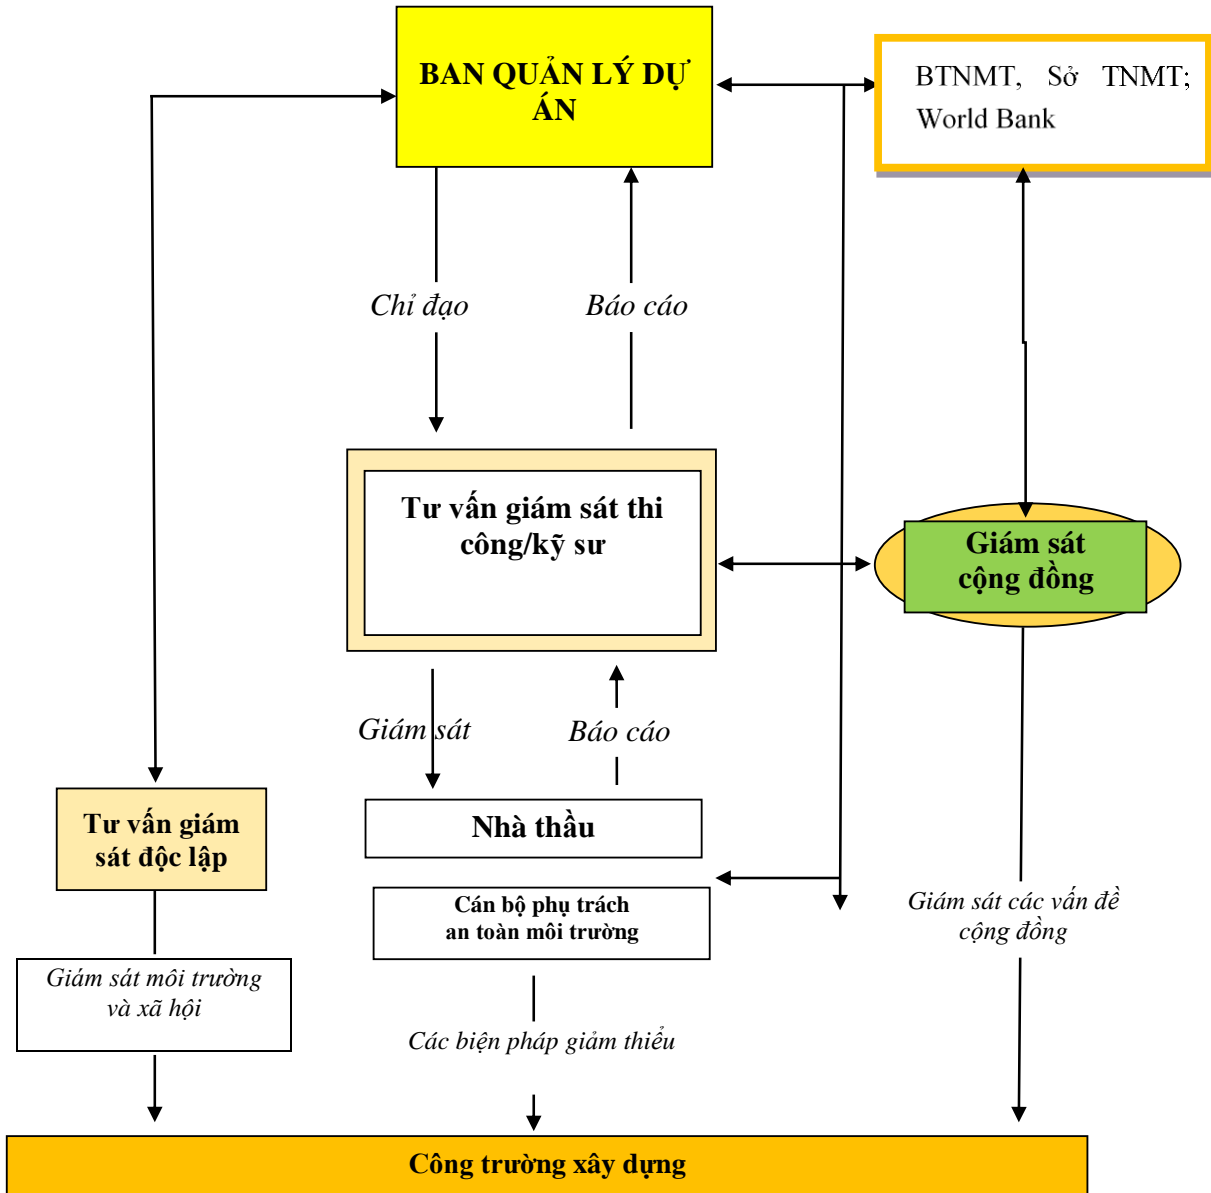 BAN QUẢN LÝ DỰ
ÁN
BTNMT, Sở TNMT;
World Bank
Chỉ đạo
Báo cáo
Tư vấn giám sát thi
công/kỹ sư
Giám sát
cộng đồng
Giám sát
Báo cáo
Tư vấn giám
sát độc lập
Nhà thầu
Cán bộ phụ trách
an toàn môi trường
Giám sát các vấn đề
cộng đồng
Giám sát môi trường
và xã hội
Các biện pháp giảm thiểu
Công trường xây dựng